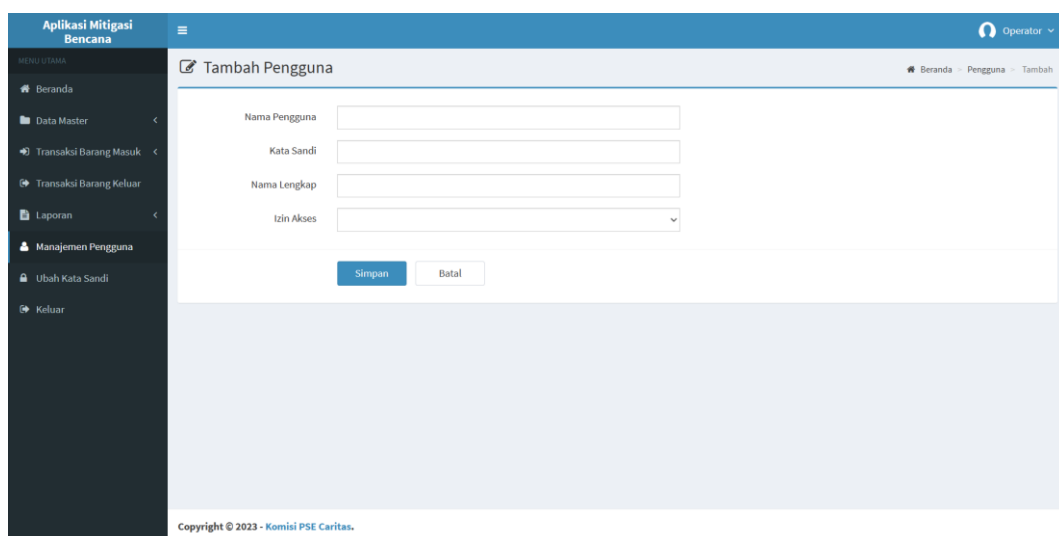 Aplikasi Mitigasi
Bencana
Operator
MENU UTAMA
Beranda
Data Master
Transaksi Barang Masuk
Transaksi Barang Keluar
Laporan
Manajemen Pengguna
Ubah Kata Sandi
Keluar
Tambah Pengguna
Beranda > Pengguna > Tambah
Nama Pengguna
Kata Sandi
Nama Lengkap
Izin Akses
Simpan Batal
Copyright © 2023 - Komisi PSE Caritas.